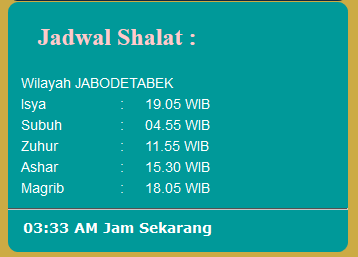 Jadwal Shalat :
Wilayah JABODETABEK
Isya : 19.05 WIB
Subuh : 04.55 WIB
Zuhur : 11.55 WIB
Ashar : 15.30 WIB
Magrib : 18.05 WIB
03:33 AM Jam Sekarang